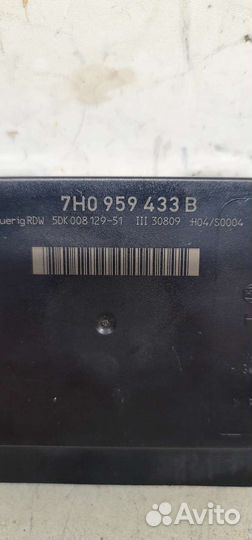 7H0 959 433 B
uerig RDW 5DK 008 129-51 III 30809 H04/S0004
Avito